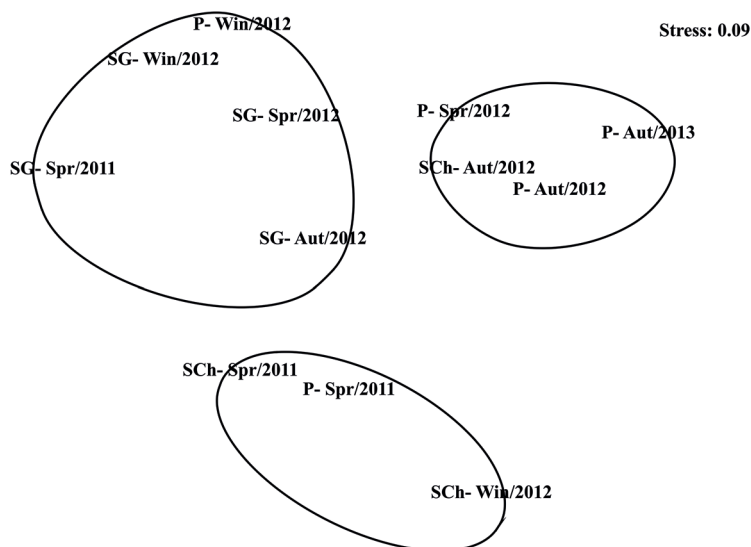 P- Win/2012
Stress: 0.09
SG- Win/2012
P- Spr/2012
SG- Spr/2012
P- Aut/2013
SG- Spr/2011
SCh- Aut/2012
P- Aut/2012
SG- Aut/2012
SCh- Spr/2011
P- Spr/2011
SCh- Win/2012